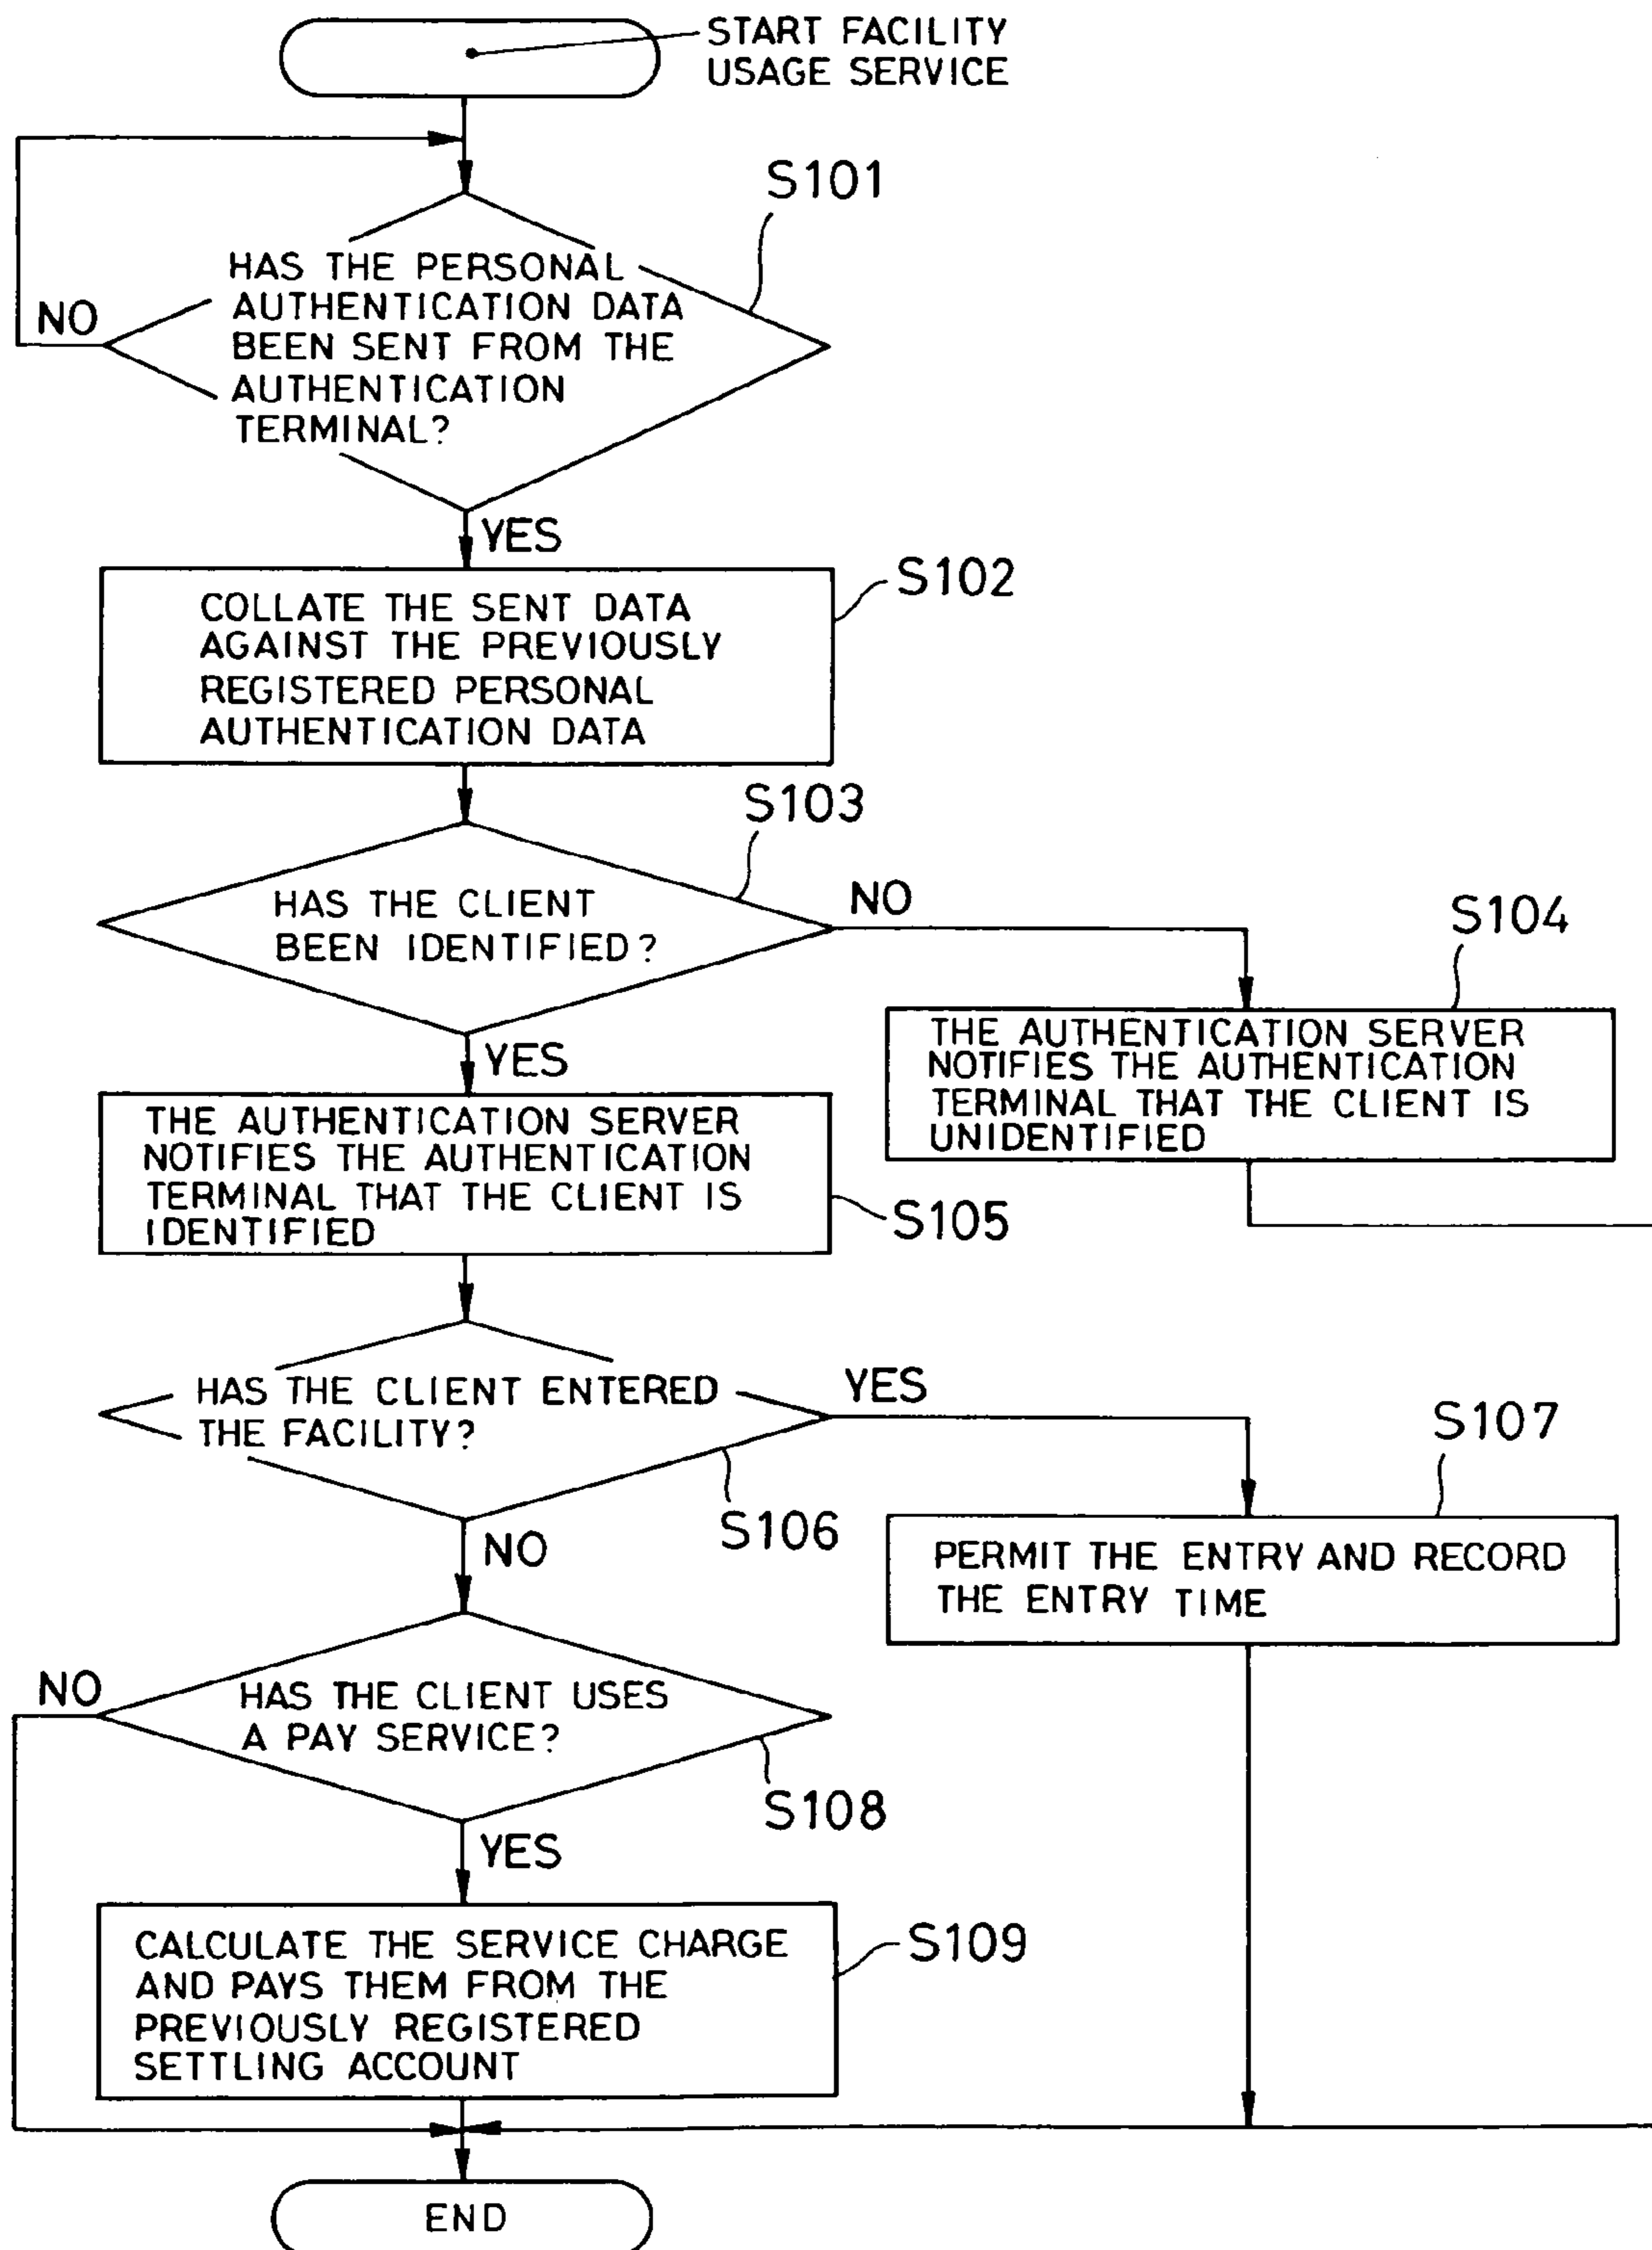 START FACILITY
USAGE SERVICE
S101
HAS THE PERSONAL
AUTHENTICATION DATA
BEEN SENT FROM THE
AUTHENTICATION
TERMINAL?
NO
YES
S102
COLLATE THE SENT DATA
AGAINST THE PREVIOUSLY
REGISTERED PERSONAL
AUTHENTICATION DATA
S103
HAS THE CLIENT
BEEN IDENTIFIED?
NO
S104
THE AUTHENTICATION SERVER
NOTIFIES THE AUTHENTICATION
TERMINAL THAT THE CLIENT IS
UNIDENTIFIED
YES
THE AUTHENTICATION SERVER
NOTIFIES THE AUTHENTICATION
TERMINAL THAT THE CLIENT IS
IDENTIFIED
S105
HAS THE CLIENT ENTERED
THE FACILITY?
YES
S106
S107
PERMIT THE ENTRY AND RECORD
THE ENTRY TIME
NO
NO
HAS THE CLIENT USES
A PAY SERVICE?
S108
YES
CALCULATE THE SERVICE CHARGE
AND PAYS THEM FROM THE
PREVIOUSLY REGISTERED
SETTLING ACCOUNT
S109
END